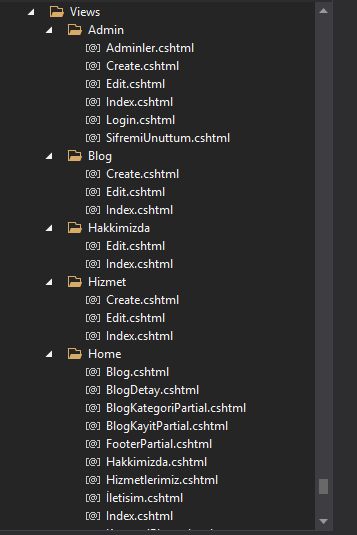 Views
Admin
Adminler.cshtml
Create.cshtml
Edit.cshtml
Index.cshtml
Login.cshtml
SifremiUnuttum.cshtml
Blog
Create.cshtml
Edit.cshtml
Index.cshtml
Hakkimizda
Edit.cshtml
Index.cshtml
Hizmet
Create.cshtml
Edit.cshtml
Index.cshtml
Home
Blog.cshtml
BlogDetay.cshtml
BlogKategoriPartial.cshtml
BlogKayitPartial.cshtml
FooterPartial.cshtml
Hakkimizda.cshtml
Hizmetlerimiz.cshtml
İletisim.cshtml
Index.cshtml